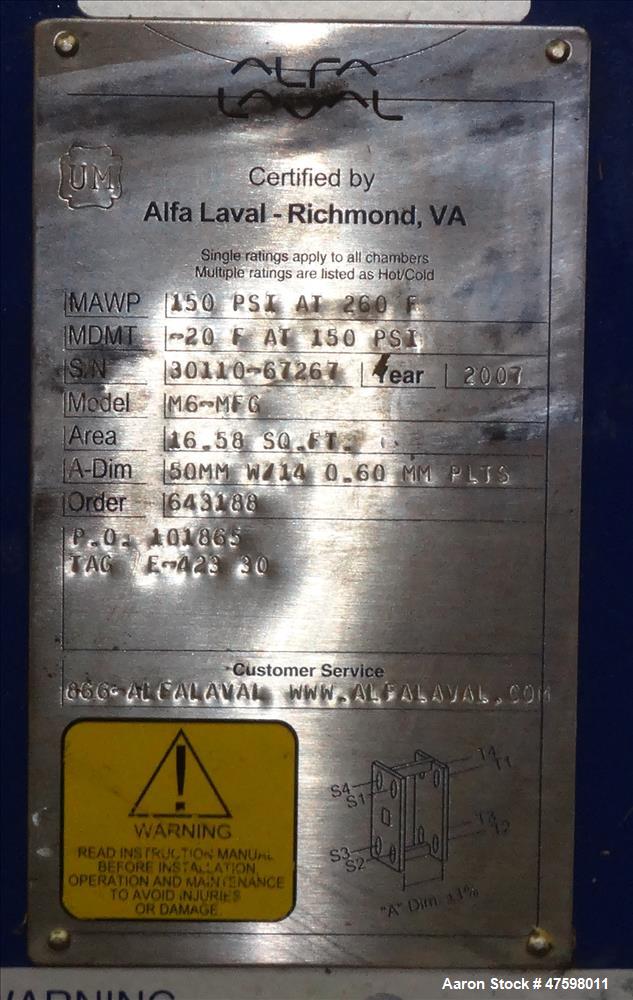 ALFA
LAVAL
UM
Certified by
Alfa Laval - Richmond, VA
Single ratings apply to all chambers
Multiple ratings are listed as Hot/Cold
MAWP 150 PSI AT 260 F
MDMT -20 F AT 150 PSI
S/N 30110-67267 Year 2007
Model M6-MFG
Area 16.58 SQ.FT.
A-Dim 50MM W/14 0.60 MM PLTS
Order 643188
P.O. 101865
TAG E-423 30
Customer Service
866-ALFALAVAL WWW.ALFALAVAL.COM
WARNING
READ INSTRUCTION MANUAL
BEFORE INSTALLATION
OPERATION AND MAINTENANCE
TO AVOID INJURIES
OR DAMAGE.
S4 T4
S1 T1
S3 T3
S2 T2
"A" Dim. ±1%
WARNING
Aaron Stock # 47598011